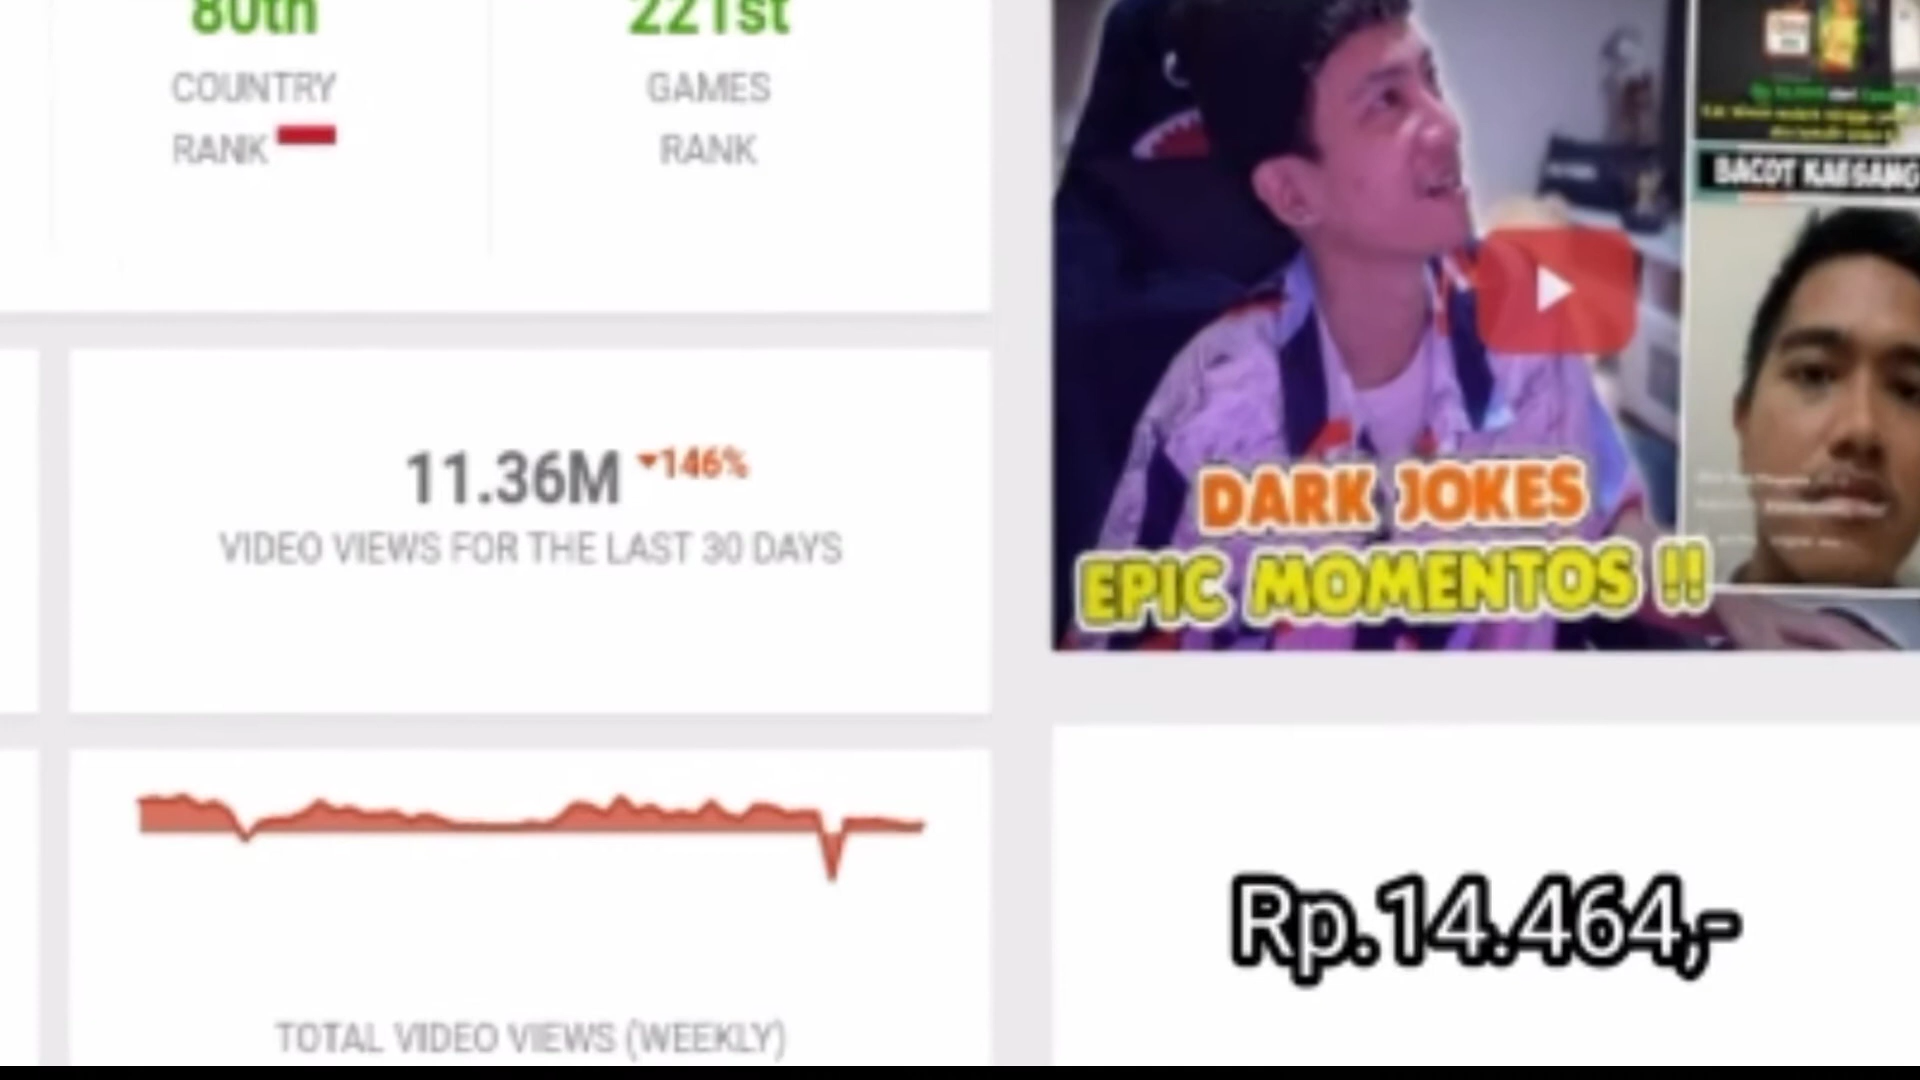 80th
COUNTRY
RANK
221st
GAMES
RANK
11.36M 146%
VIDEO VIEWS FOR THE LAST 30 DAYS
TOTAL VIDEO VIEWS (WEEKLY)
BACOT KAESANG
DARK JOKES
EPIC MOMENTOS !!
Rp.14.464,-